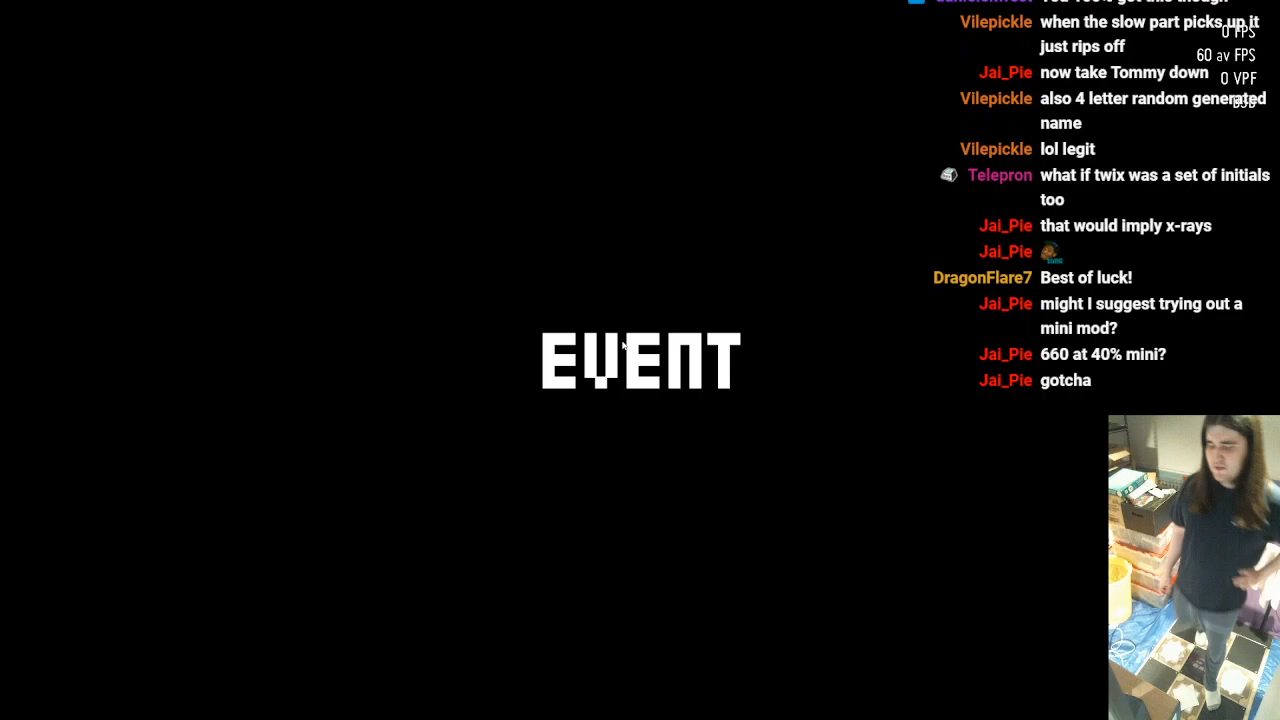 Vilepickle when the slow part picks up it
just rips off
0 FPS
60 av FPS
Jai_Pie now take Tommy down
0 VPF
Vilepickle also 4 letter random generated
name
Vilepickle lol legit
Telepron what if twix was a set of initials
too
Jai_Pie that would imply x-rays
Jai_Pie
DragonFlare7 Best of luck!
Jai_Pie might I suggest trying out a
mini mod?
Jai_Pie 660 at 40% mini?
Jai_Pie gotcha
EVENT